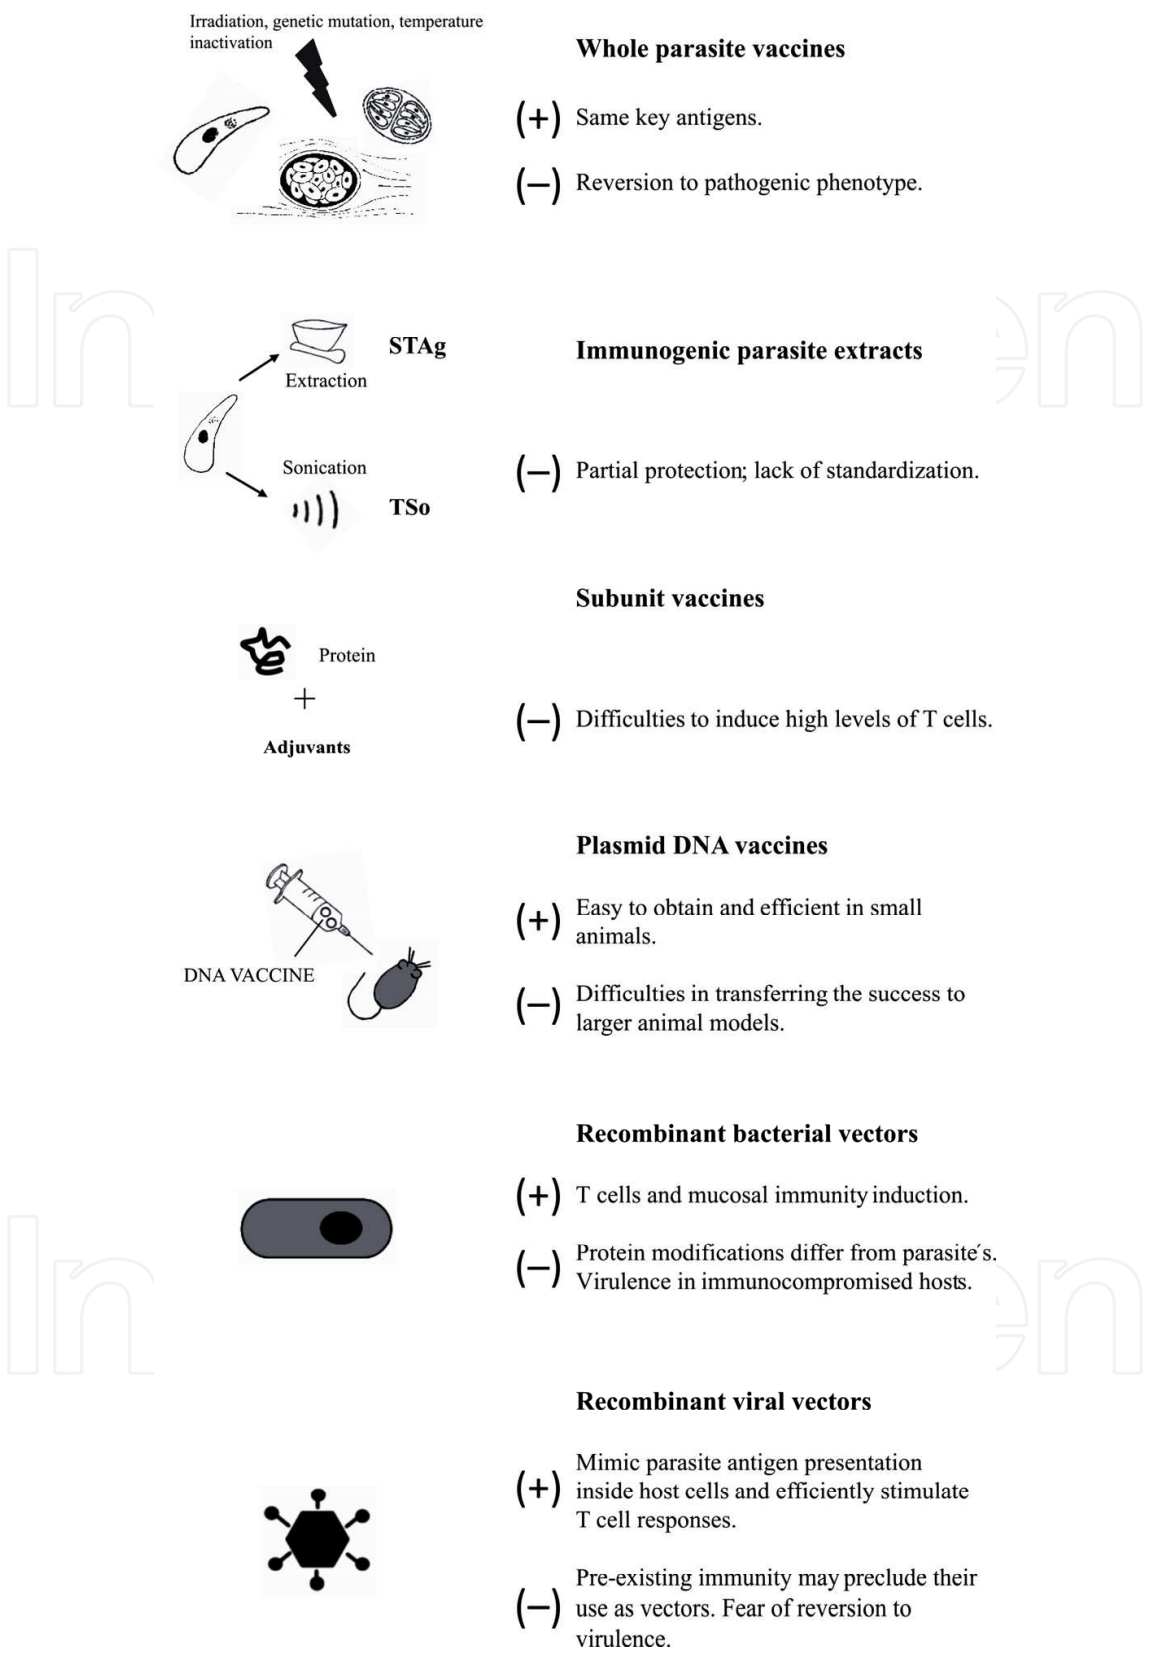 Irradiation, genetic mutation, temperature
inactivation
Whole parasite vaccines
(+) Same key antigens.
(−) Reversion to pathogenic phenotype.
STAg
Extraction
Immunogenic parasite extracts
Sonication
(−) Partial protection; lack of standardization.
TSo
Subunit vaccines
Protein
+
(−) Difficulties to induce high levels of T cells.
Adjuvants
Plasmid DNA vaccines
(+) Easy to obtain and efficient in small
animals.
DNA VACCINE
(−) Difficulties in transferring the success to
larger animal models.
Recombinant bacterial vectors
(+) T cells and mucosal immunity induction.
(−) Protein modifications differ from parasite´s.
Virulence in immunocompromised hosts.
Recombinant viral vectors
(+) Mimic parasite antigen presentation
inside host cells and efficiently stimulate
T cell responses.
(−) Pre-existing immunity may preclude their
use as vectors. Fear of reversion to
virulence.